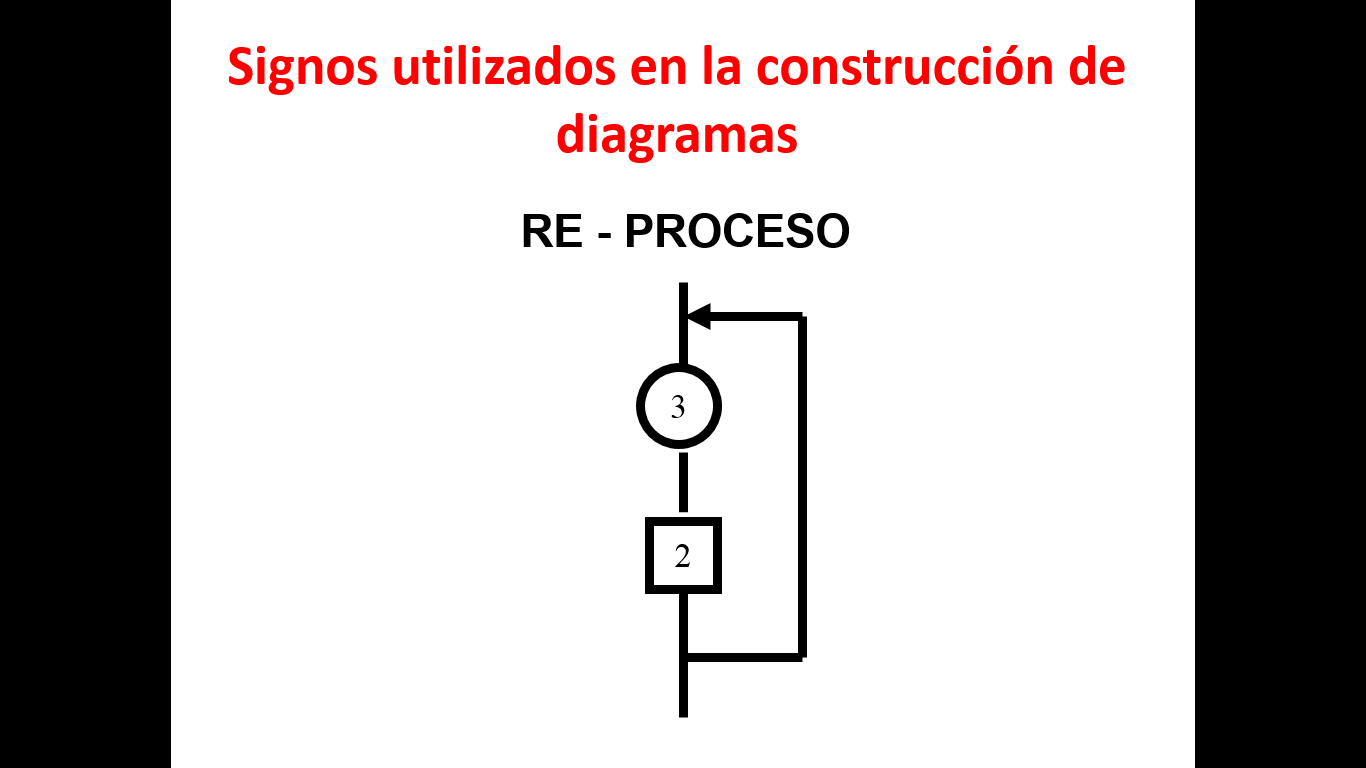 Signos utilizados en la construcción de
diagramas
RE - PROCESO
3
2